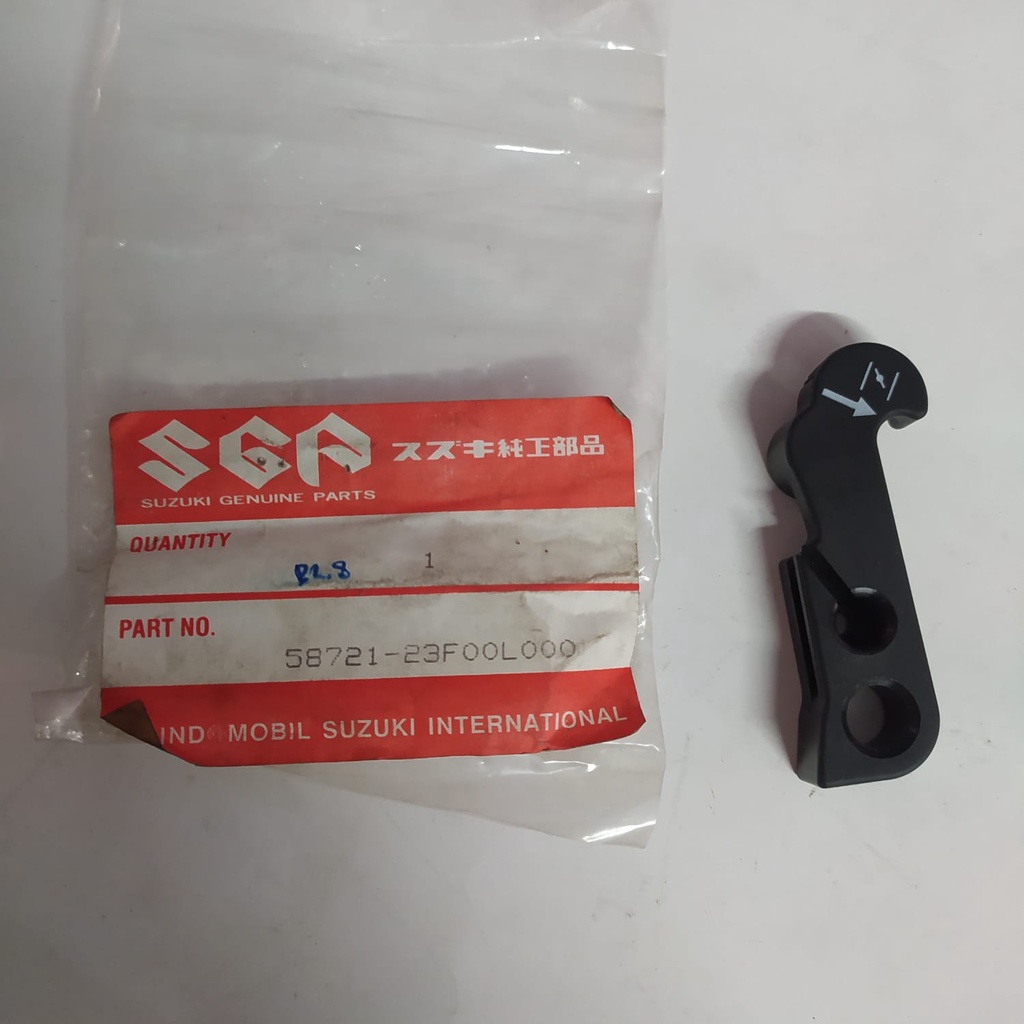 SGP スズキ純正部品
SUZUKI GENUINE PARTS
QUANTITY 1
PART NO.
58721-23F00L000
INDOMOBIL SUZUKI INTERNATIONAL